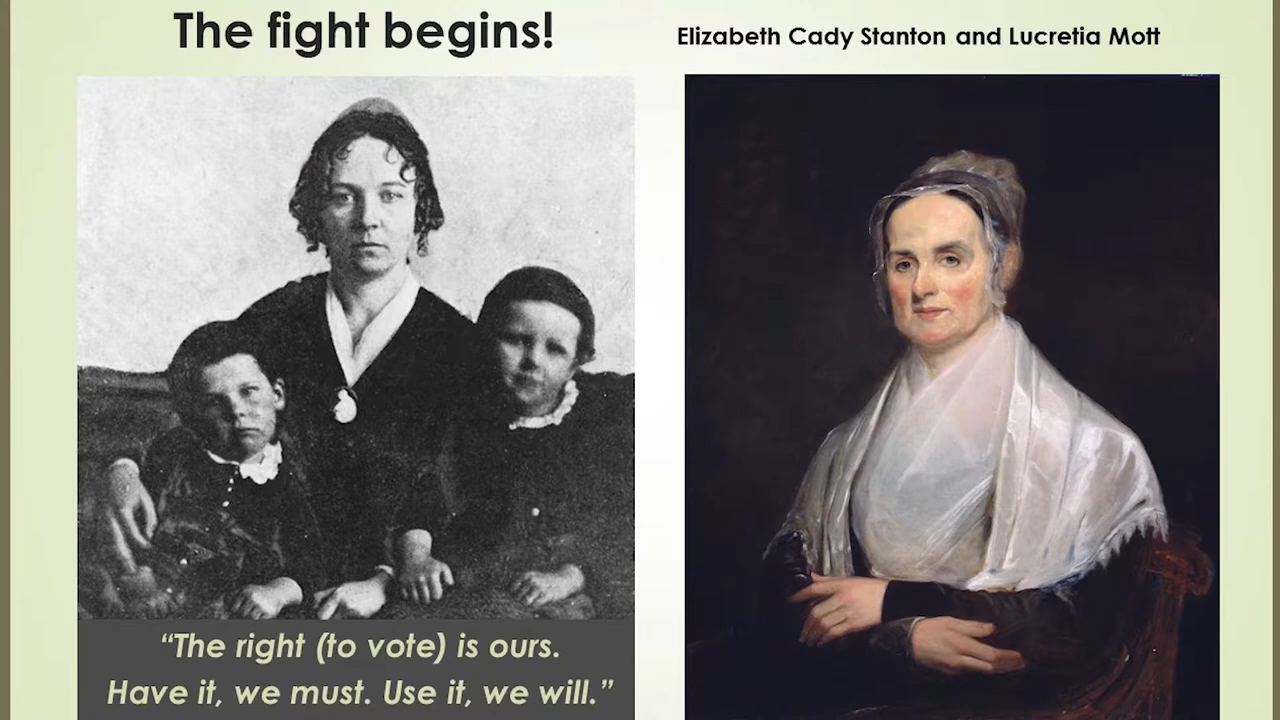 The fight begins!
Elizabeth Cady Stanton and Lucretia Mott
“The right (to vote) is ours.
Have it, we must. Use it, we will.”